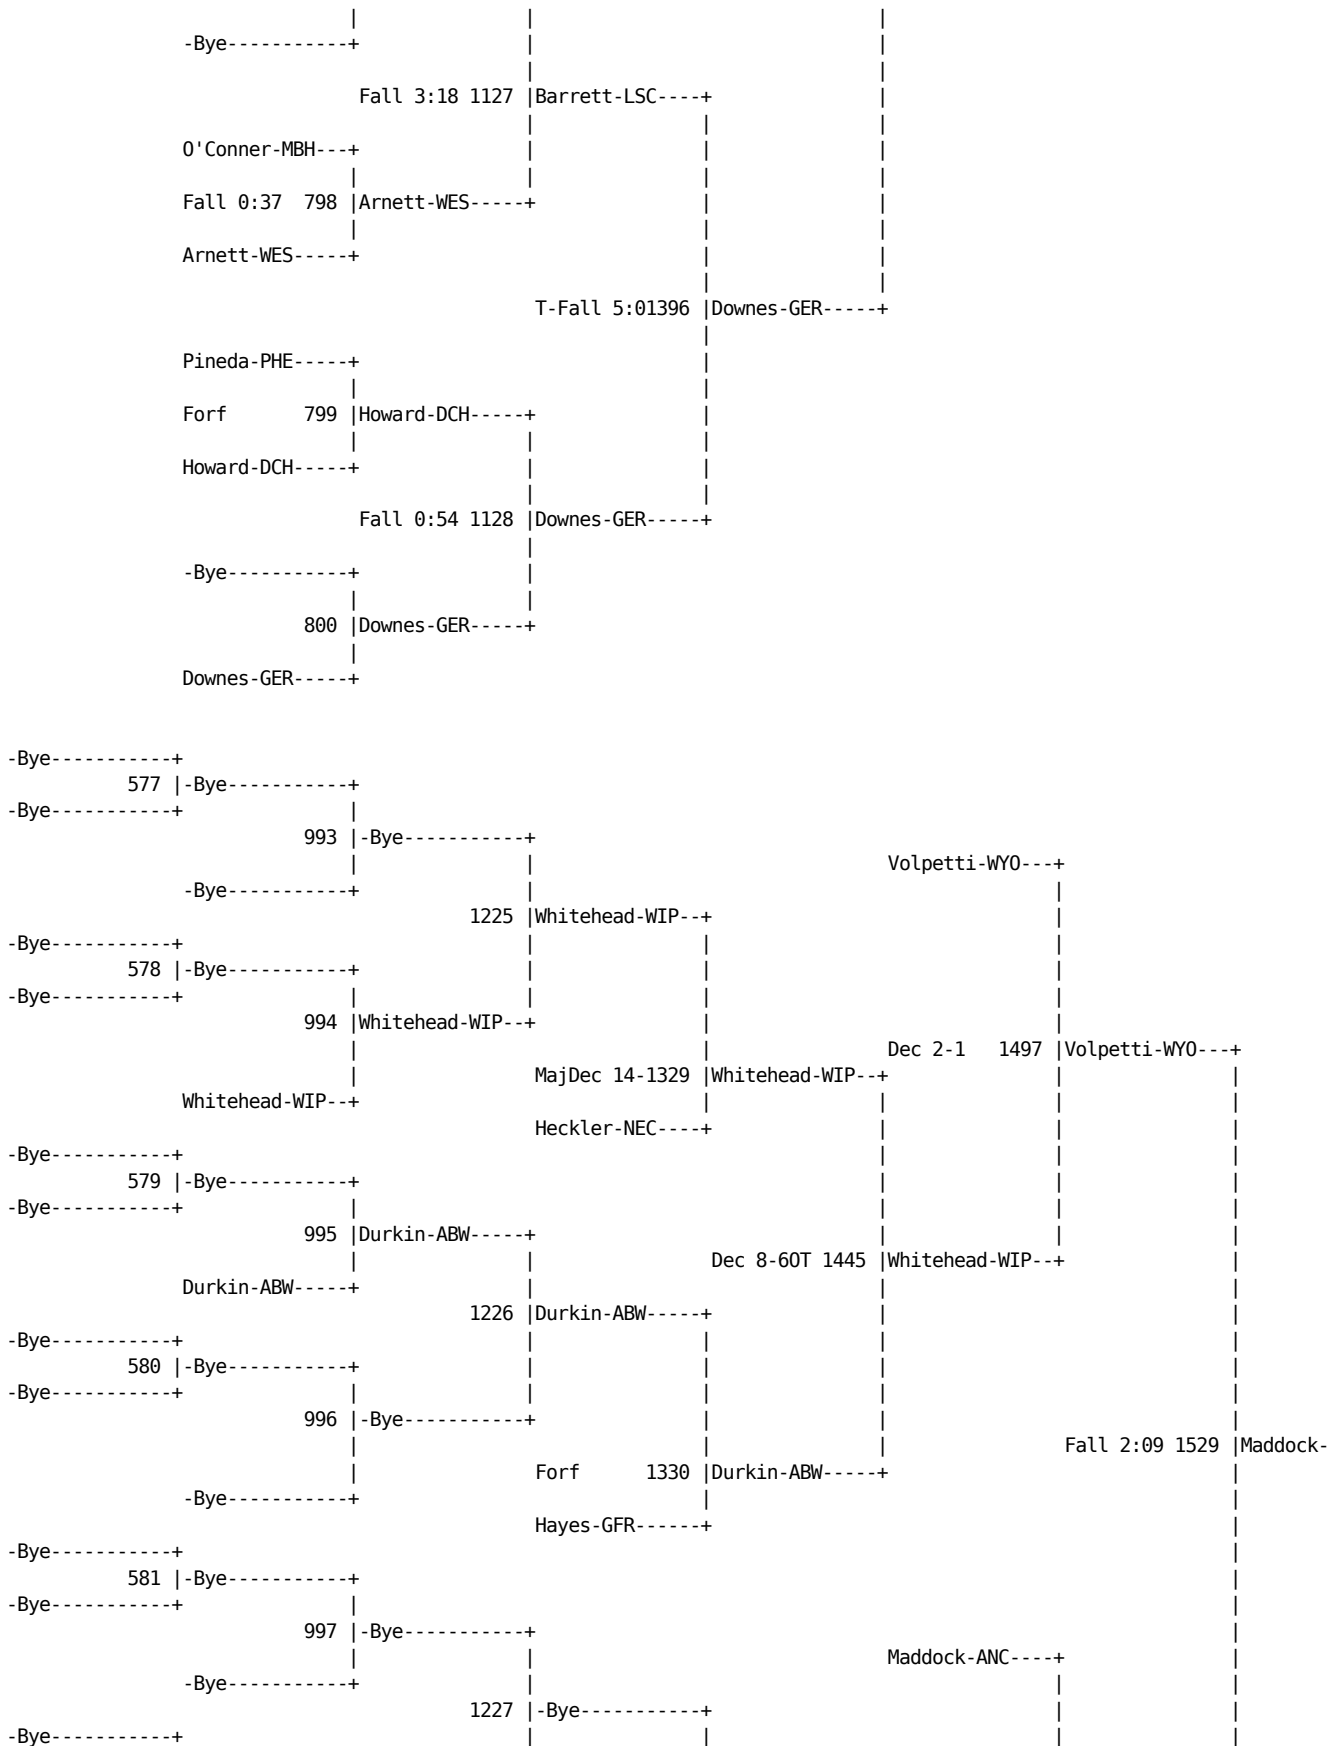 -Bye-----------+
Fall 3:18 1127 |Barrett-LSC----+
O'Conner-MBH---+
Fall 0:37  798 |Arnett-WES-----+
Arnett-WES-----+
T-Fall 5:01396 |Downes-GER-----+
Pineda-PHE-----+
Forf       799 |Howard-DCH-----+
Howard-DCH-----+
Fall 0:54 1128 |Downes-GER-----+
-Bye-----------+
800 |Downes-GER-----+
Downes-GER-----+
-Bye-----------+
577 |-Bye-----------+
-Bye-----------+
993 |-Bye-----------+
Volpetti-WYO---+
-Bye-----------+
1225 |Whitehead-WIP--+
-Bye-----------+
578 |-Bye-----------+
-Bye-----------+
994 |Whitehead-WIP--+
Dec 2-1   1497 |Volpetti-WYO---+
MajDec 14-1329 |Whitehead-WIP--+
Whitehead-WIP--+
Heckler-NEC----+
-Bye-----------+
579 |-Bye-----------+
-Bye-----------+
995 |Durkin-ABW-----+
Dec 8-6OT 1445 |Whitehead-WIP--+
Durkin-ABW-----+
1226 |Durkin-ABW-----+
-Bye-----------+
580 |-Bye-----------+
-Bye-----------+
996 |-Bye-----------+
Fall 2:09 1529 |Maddock-
Forf      1330 |Durkin-ABW-----+
-Bye-----------+
Hayes-GFR------+
-Bye-----------+
581 |-Bye-----------+
-Bye-----------+
997 |-Bye-----------+
Maddock-ANC----+
-Bye-----------+
1227 |-Bye-----------+
-Bye-----------+